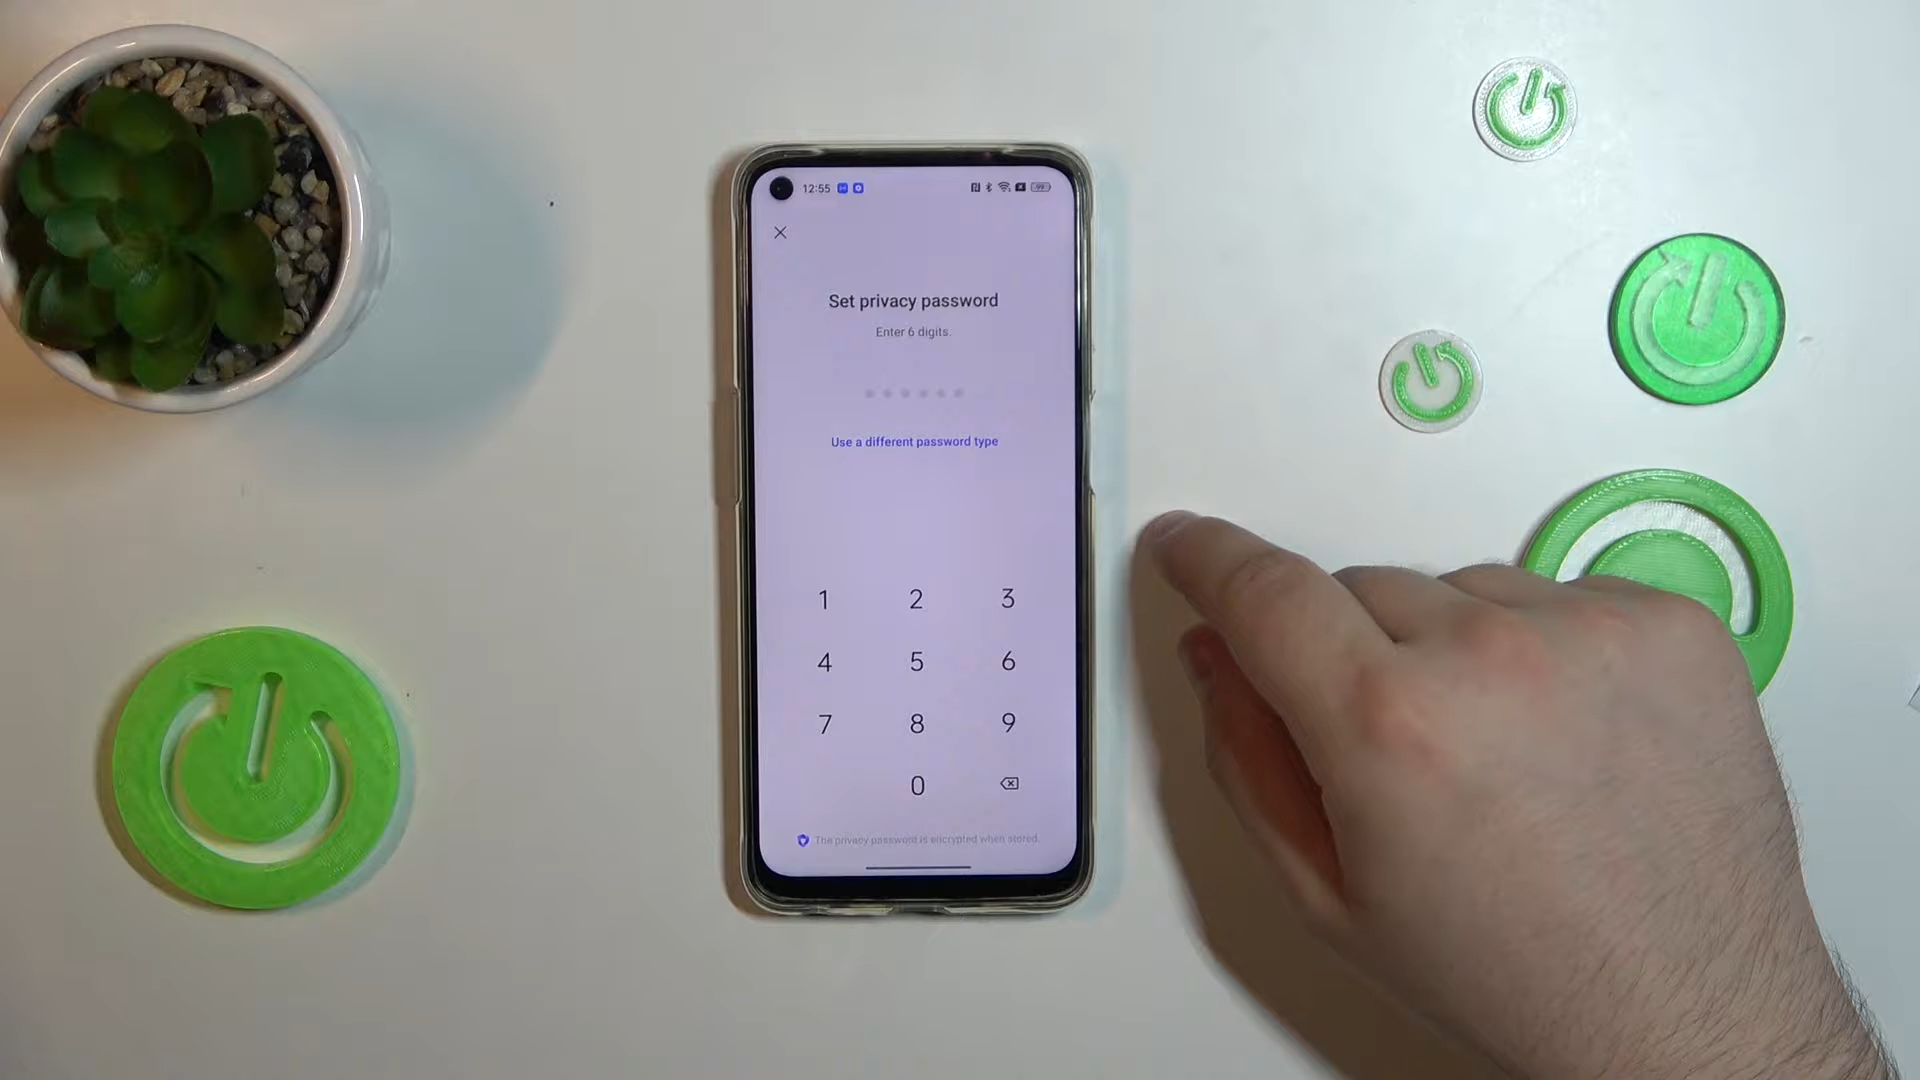 12:55
Set privacy password
Enter 6 digits.
Use a different password type
1 2 3
4 5 6
7 8 9
0
The privacy password is encrypted when stored.